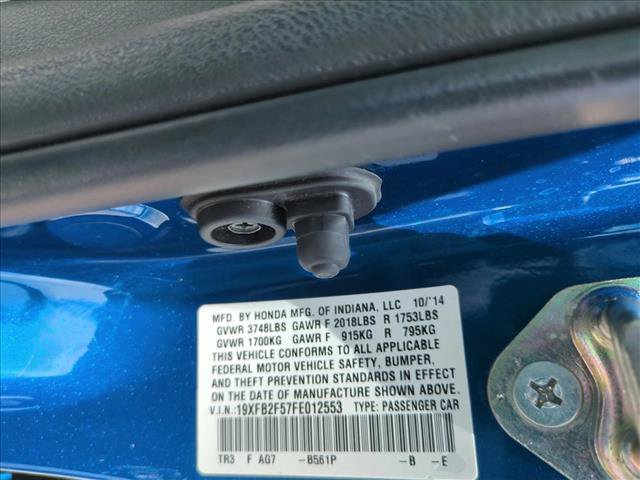 MFD. BY HONDA MFG. OF INDIANA, LLC 10/'14
GVWR 3748LBS GAWR F 2018LBS R 1753LBS
GVWR 1700KG GAWR F 915KG R 795KG
THIS VEHICLE CONFORMS TO ALL APPLICABLE
FEDERAL MOTOR VEHICLE SAFETY, BUMPER,
AND THEFT PREVENTION STANDARDS IN EFFECT
ON THE DATE OF MANUFACTURE SHOWN ABOVE.
V.I.N.:19XFB2F57FE012553 TYPE: PASSENGER CAR
TR3 F AG7 -B561P -B -E